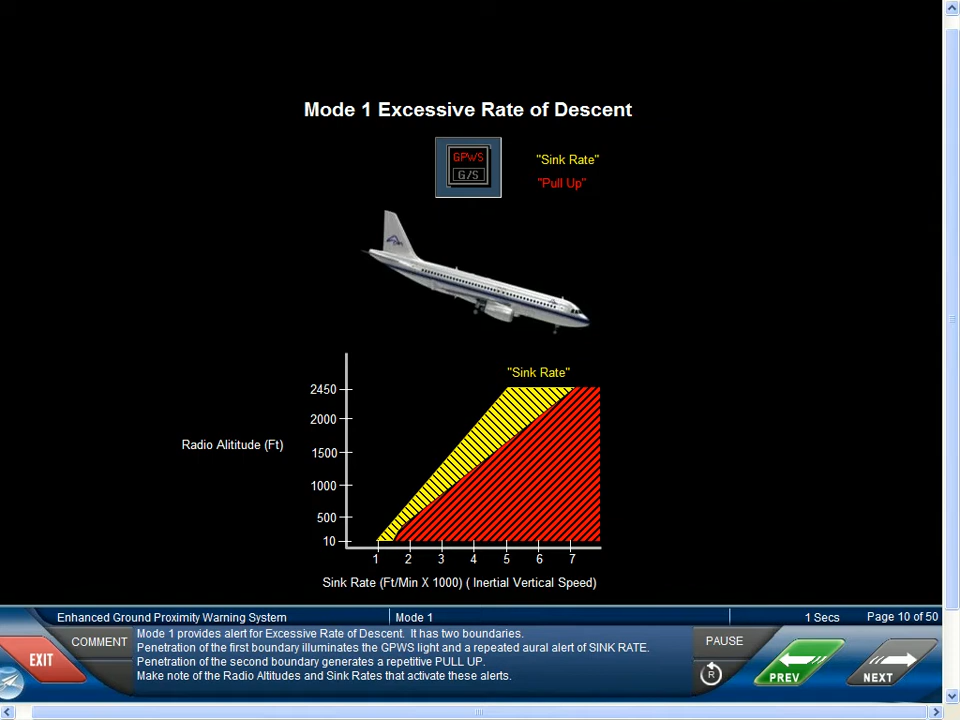 Mode 1 Excessive Rate of Descent
GPWS
G/S
"Sink Rate"
"Pull Up"
"Sink Rate"
2450
2000
1500
1000
500
10
Radio Alititude (Ft)
1 2 3 4 5 6 7
Sink Rate (Ft/Min X 1000) ( Inertial Vertical Speed)
Enhanced Ground Proximity Warning System
Mode 1
1 Secs
Page 10 of 50
EXIT
COMMENT
Mode 1 provides alert for Excessive Rate of Descent. It has two boundaries.
Penetration of the first boundary illuminates the GPWS light and a repeated aural alert of SINK RATE.
Penetration of the second boundary generates a repetitive PULL UP.
Make note of the Radio Altitudes and Sink Rates that activate these alerts.
PAUSE
R
PREV
NEXT